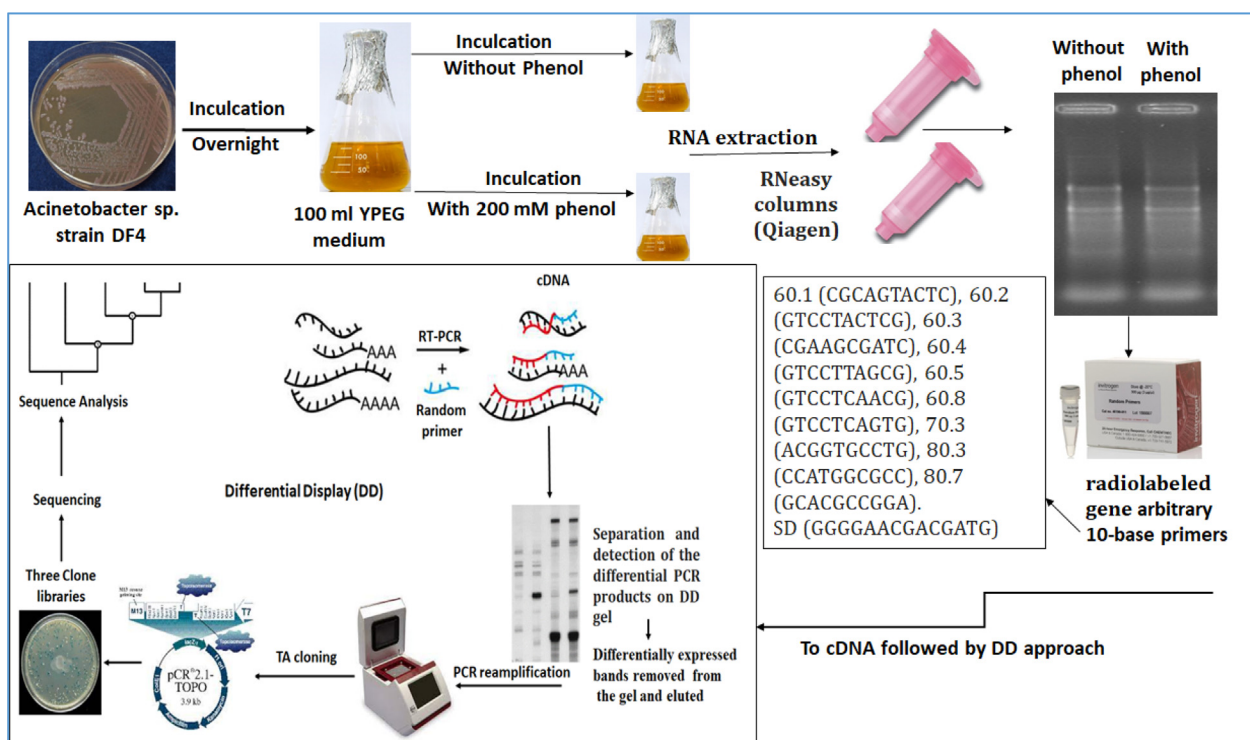 Inculcation
Overnight
Acinetobacter sp.
strain DF4
100
50
100 ml YPEG
medium
Inculcation
Without Phenol
Inculcation
With 200 mM phenol
RNA extraction
RNeasy
columns
(Qiagen)
Without
phenol
With
phenol
60.1 (CGCAGTACTC), 60.2
(GTCCTACTCG), 60.3
(CGAAGCGATC), 60.4
(GTCCTTAGCG), 60.5
(GTCCTCAACG), 60.8
(GTCCTCAGTG), 70.3
(ACGGTGCCTG), 80.3
(CCATGGCGCC), 80.7
(GCACGCCGGA).
SD (GGGGAACGACGATG)
Random Primers
radiolabeled
gene arbitrary
10-base primers
To cDNA followed by DD approach
cDNA
AAA
AAAA
RT-PCR
+
Random
primer
AAA
Differential Display (DD)
Separation and
detection of the
differential PCR
products on DD
gel
Differentially expressed
bands removed from
the gel and eluted
PCR reamplification
TA cloning
M13
T7
pCR®2.1-
TOPO
3.9 kb
Three Clone
libraries
Sequencing
Sequence Analysis